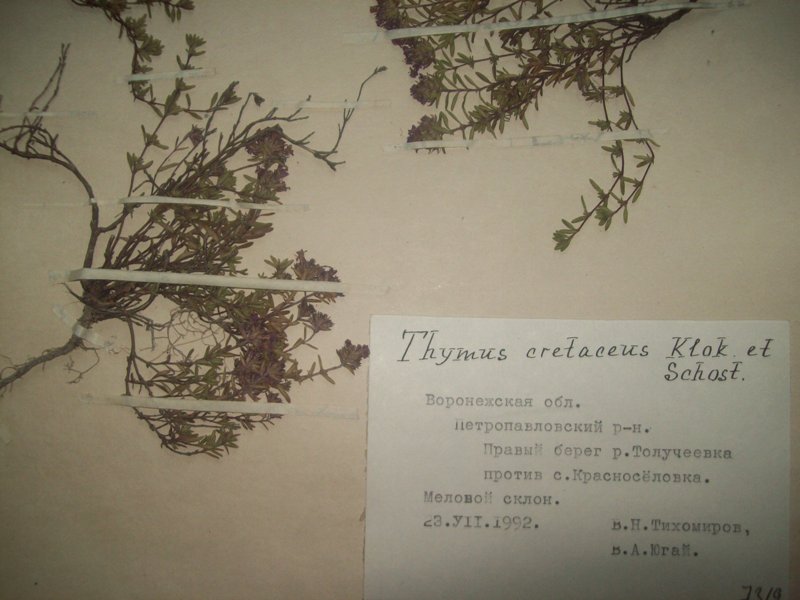 Thymus cretaceus Klok et
Schost.
Воронежская обл.
Петропавловский р-н.
Правый берег р.Толучеевка
против с.Красносёловка.
Меловой склон.
23.УII.1992. В.Н.Тихомиров,
В.А.Югай.